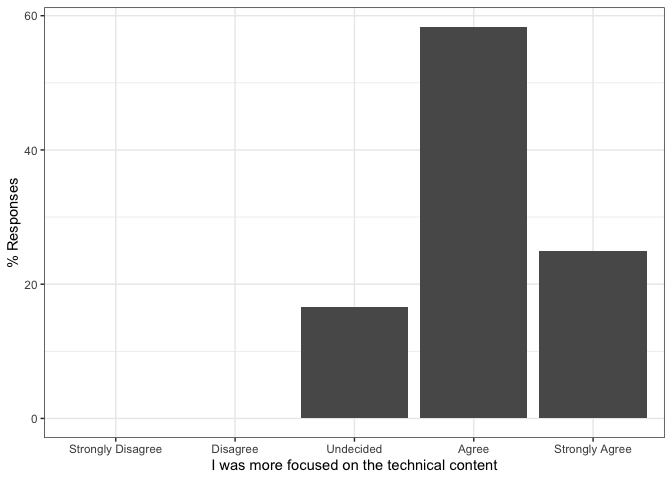 60
40
20
0
% Responses
Strongly Disagree Disagree Undecided Agree Strongly Agree
I was more focused on the technical content